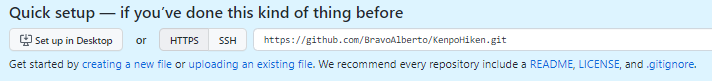 Quick setup — if you've done this kind of thing before
Set up in Desktop or HTTPS SSH https://github.com/BravoAlberto/KenpoHiken.git
Get started by creating a new file or uploading an existing file. We recommend every repository include a README, LICENSE, and .gitignore.